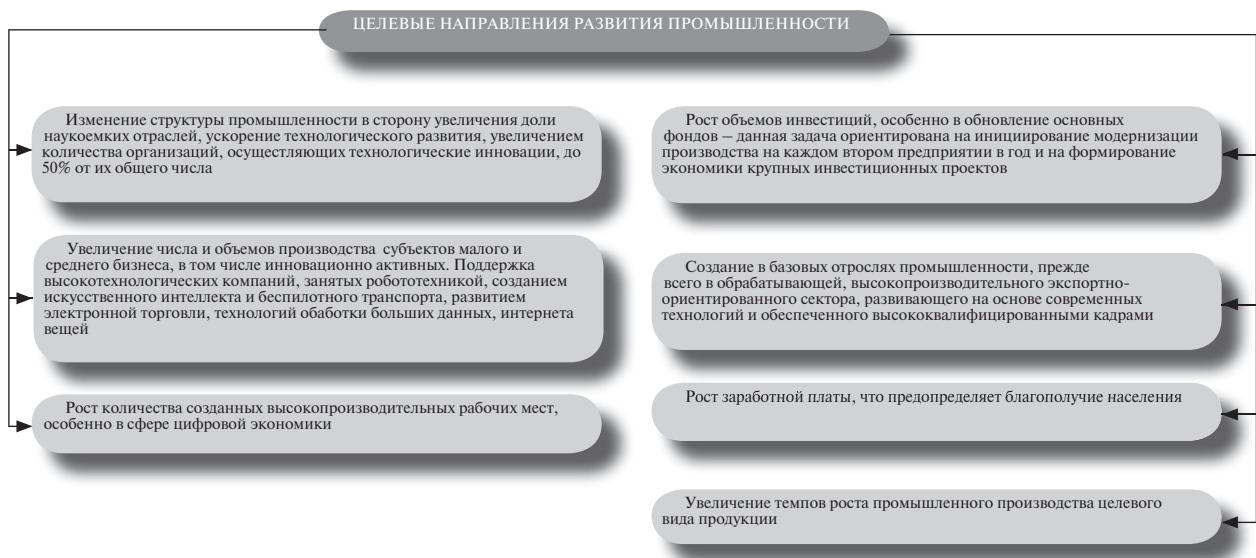 ЦЕЛЕВЫЕ НАПРАВЛЕНИЯ РАЗВИТИЯ ПРОМЫШЛЕННОСТИ
Изменение структуры промышленности в сторону увеличения доли
наукоемких отраслей, ускорение технологического развития, увеличением
количества организаций, осущестляющих технологические инновации, до
50% от их общего числа
Увеличение числа и объемов производства субъектов малого и
среднего бизнеса, в том числе инновационно активных. Поддержка
высокотехнологических компаний, занятых робототехникой, созданием
искусственного интеллекта и беспилотного транспорта, развитием
электронной торговли, технологий обаботки больших данных, интернета
вещей
Рост количества созданных высокопроизводительных рабочих мест,
особенно в сфере цифровой экономики
Рост объемов инвестиций, особенно в обновление основных
фондов – данная задача ориентирована на инициирование модернизации
производства на каждом втором предприятии в год и на формирование
экономики крупных инвестиционных проектов
Создание в базовых отрослях промышленности, прежде
всего в обрабатывающей, высокопроизводительного экспортно-
ориентированного сектора, развивающего на основе современных
технологий и обеспеченного высококвалифицированными кадрами
Рост заработной платы, что предопределяет благополучие населения
Увеличение темпов роста промышленного производства целевого
вида продукции